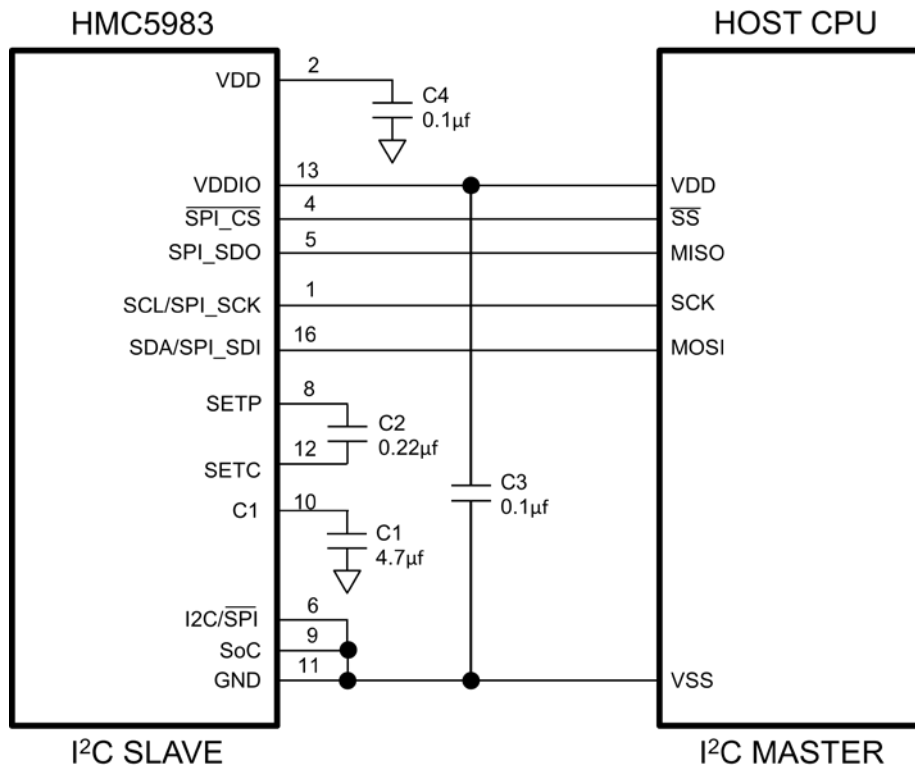 HMC5983
HOST CPU
VDD
2
C4
0.1µf
VDDIO
13
VDD
SPI_CS
4
SS
SPI_SDO
5
MISO
SCL/SPI_SCK
1
SCK
SDA/SPI_SDI
16
MOSI
SETP
8
C2
0.22µf
SETC
12
C3
0.1µf
C1
10
C1
4.7µf
I2C/SPI
6
SoC
9
GND
11
VSS
I²C SLAVE
I²C MASTER